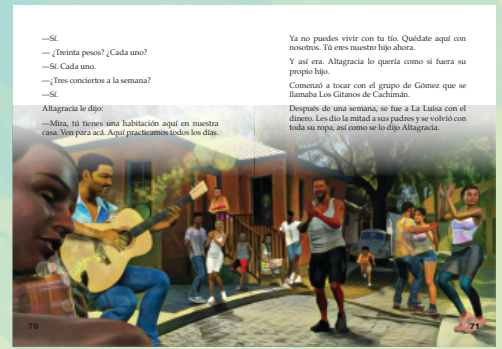 —Sí.
— ¿Treinta pesos? ¿Cada uno?
—Sí. Cada uno.
—¿Tres conciertos a la semana?
—Sí.
Altagracia le dijo:
—Mira, tú tienes una habitación aquí en nuestra
casa. Ven para acá. Aquí practicamos todos los días.
70
Ya no puedes vivir con tu tío. Quédate aquí con
nosotros. Tú eres nuestro hijo ahora.
Y así era. Altagracia lo quería como si fuera su
propio hijo.
Comenzó a tocar con el grupo de Gómez que se
llamaba Los Gitanos de Cachimán.
Después de una semana, se fue a La Luisa con el
dinero. Les dio la mitad a sus padres y se volvió con
toda su ropa, así como se lo dijo Altagracia.
71